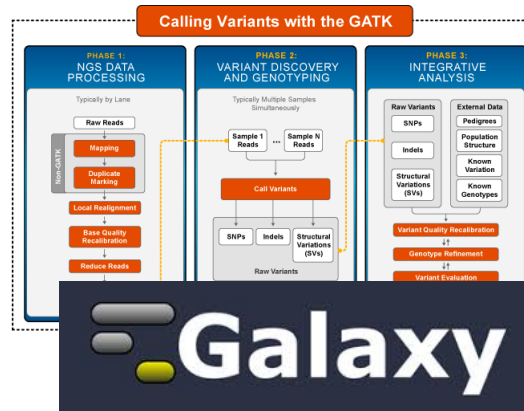 Calling Variants with the GATK
PHASE 1:
NGS DATA
PROCESSING
Typically by Lane
Raw Reads
Non-GATK
Mapping
Duplicate
Marking
Local Realignment
Base Quality
Recalibration
Reduce Reads
PHASE 2:
VARIANT DISCOVERY
AND GENOTYPING
Typically Multiple Samples
Simultaneously
Sample 1
Reads
...
Sample N
Reads
Call Variants
SNPs
Indels
Structural
Variations
(SVs)
Raw Variants
PHASE 3:
INTEGRATIVE
ANALYSIS
Raw Variants
SNPs
Indels
Structural
Variations
(SVs)
External Data
Pedigrees
Population
Structure
Known
Variation
Known
Genotypes
Variant Quality Recalibration
Genotype Refinement
Variant Evaluation
Galaxy